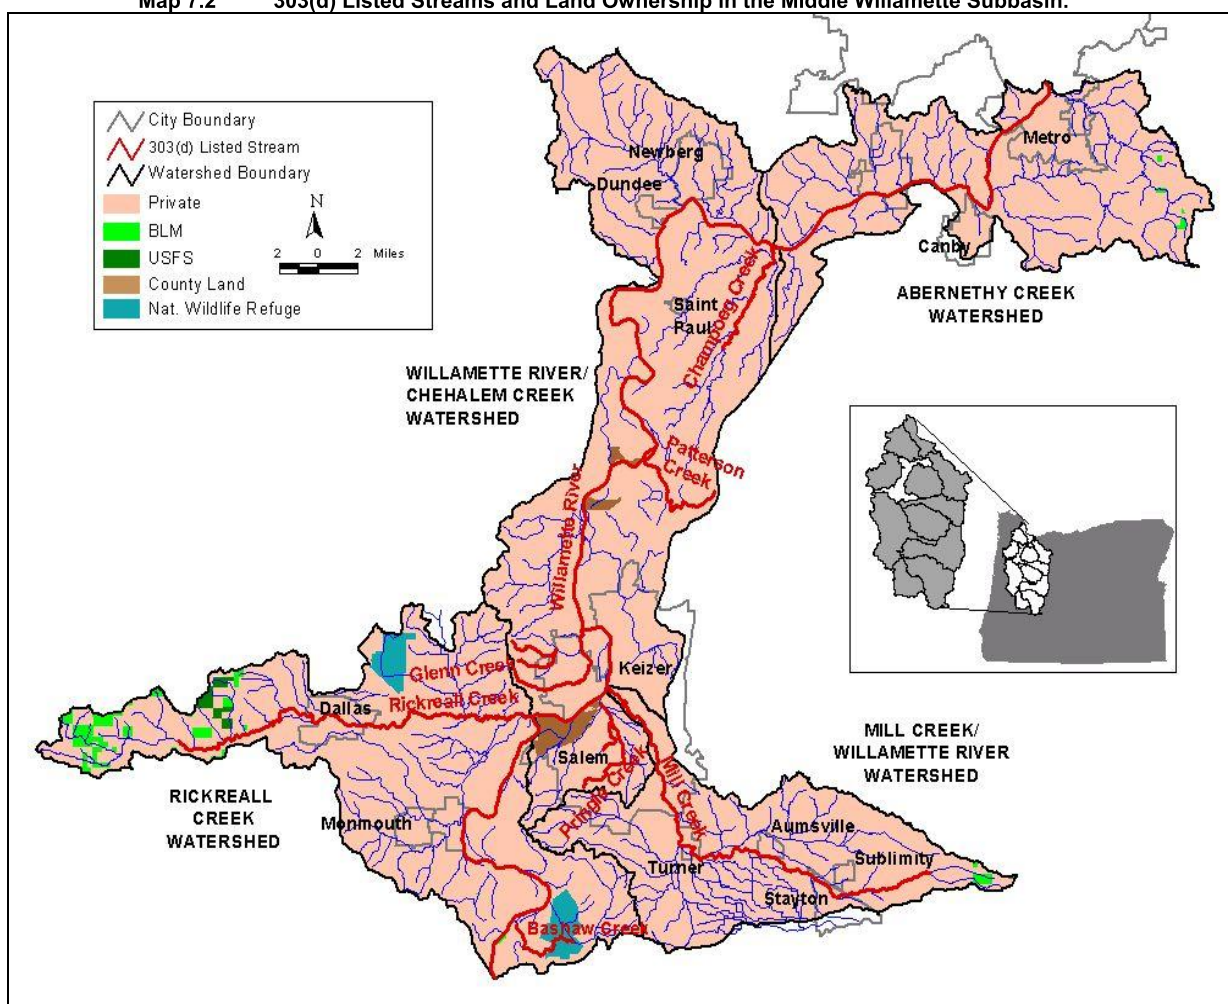 Map 7.2 303(d) Listed Streams and Land Ownership in the Middle Willamette Subbasin.
City Boundary
303(d) Listed Stream
Watershed Boundary
Private
BLM
USFS
County Land
Nat. Wildlife Refuge
N
2 0 2 Miles
Newberg
Dundee
Metro
Canby
ABERNETHY CREEK
WATERSHED
Saint
Paul
Champoeg Creek
WILLAMETTE RIVER/
CHEHALEM CREEK
WATERSHED
Patterson
Creek
Willamette River
Keizer
Glenn Creek
Rickreall Creek
Dallas
Salem
Pringle Creek
Mill Creek
MILL CREEK/
WILLAMETTE RIVER
WATERSHED
RICKREALL
CREEK
WATERSHED
Monmouth
Aumsville
Turner
Sublimity
Stayton
Bashaw Creek